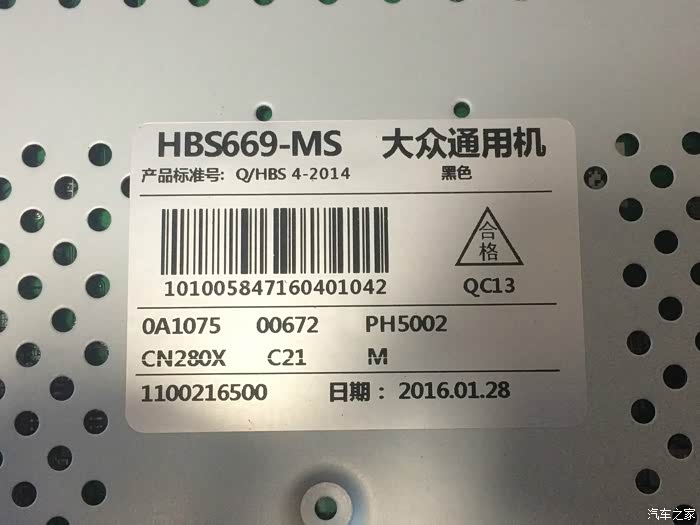 HBS669-MS 大众通用机
产品标准号: Q/HBS 4-2014 黑色
合格
101005847160401042 QC13
0A1075 00672 PH5002
CN280X C21 M
1100216500 日期: 2016.01.28
汽车之家